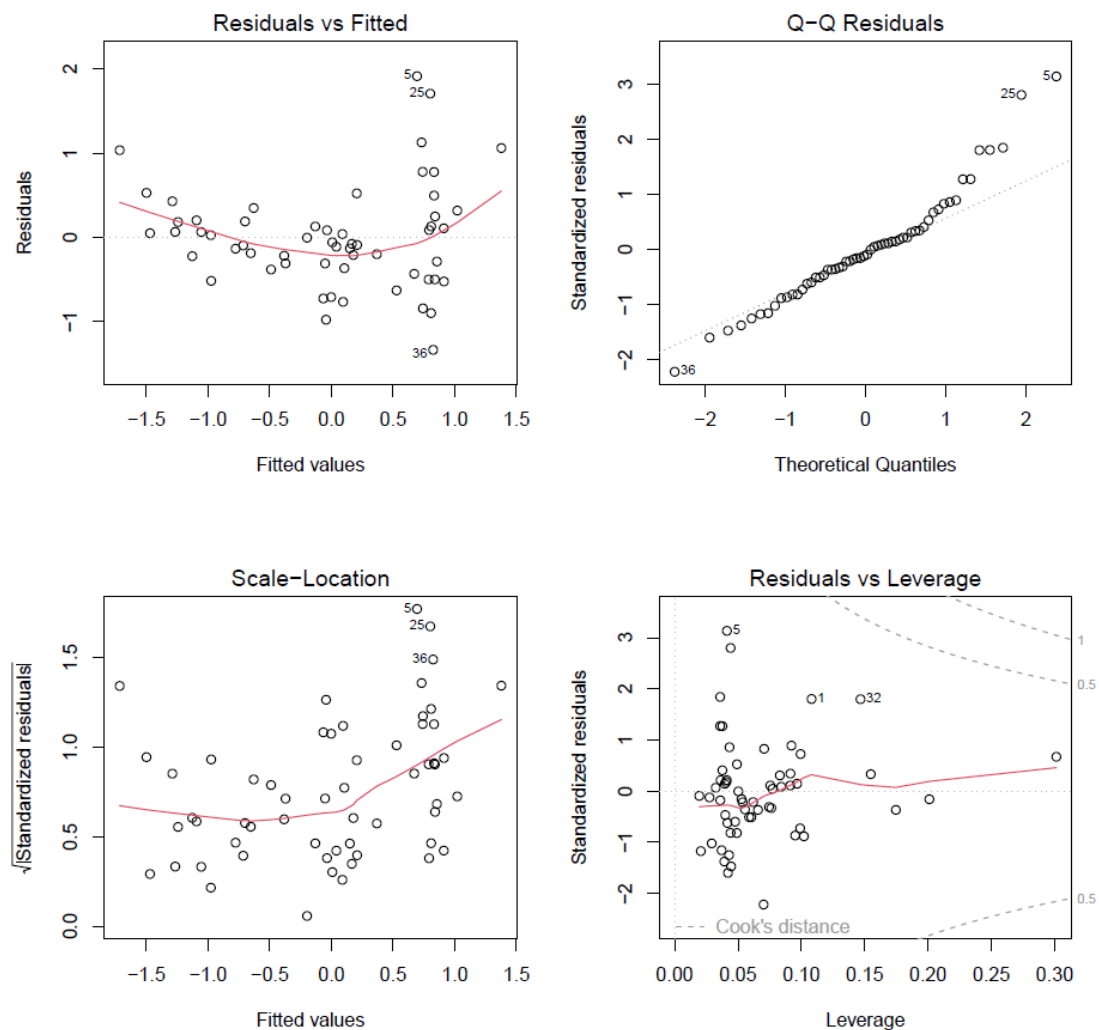 Residuals vs Fitted
Residuals
2
1
0
−1
5
25
36
−1.5 −1.0 −0.5 0.0 0.5 1.0 1.5
Fitted values
Q−Q Residuals
Standardized residuals
3
2
1
0
−1
−2
5
25
36
−2 −1 0 1 2
Theoretical Quantiles
Scale−Location
√|Standardized residuals|
1.5
1.0
0.5
0.0
5
25
36
−1.5 −1.0 −0.5 0.0 0.5 1.0 1.5
Fitted values
Residuals vs Leverage
Standardized residuals
3
2
1
0
−1
−2
5
1
32
1
0.5
0.5
Cook's distance
0.00 0.05 0.10 0.15 0.20 0.25 0.30
Leverage